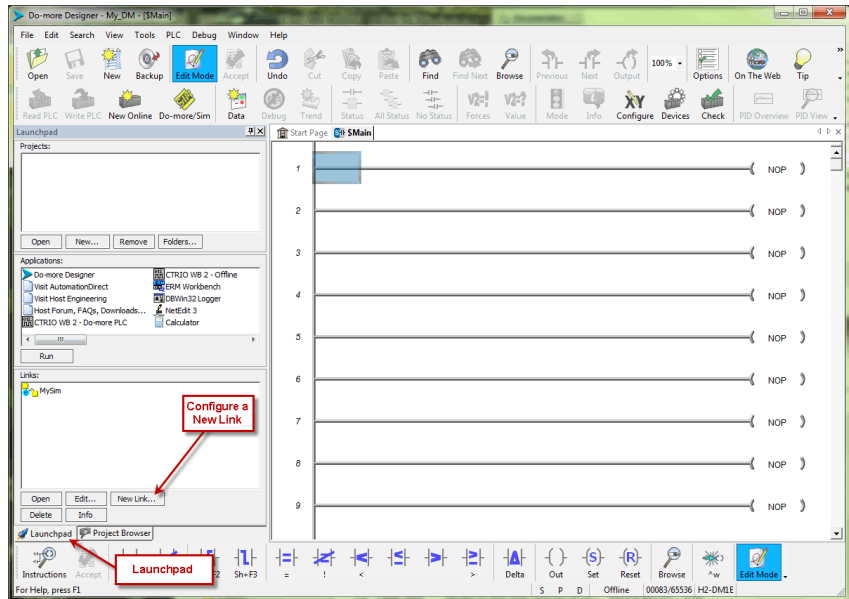 Do-more Designer - My_DM - [$Main]
File Edit Search View Tools PLC Debug Window Help
Open Save New Backup Edit Mode Accept Undo Cut Copy Paste Find Find Next Browse Previous Next Output 100% Options On The Web Tip
Read PLC Write PLC New Online Do-more/Sim Data Debug Trend Status All Status No Status Forces Value Mode Info Configure Devices Check PID Overview PID View
Launchpad
Start Page $Main
Projects:
Open New... Remove Folders...
Applications:
Do-more Designer CTRIO WB 2 - Offline
Visit AutomationDirect ERM Workbench
Visit Host Engineering DBWin32 Logger
Host Forum, FAQs, Downloads... NetEdit 3
CTRIO WB 2 - Do-more PLC Calculator
Run
Links:
MySim
Configure a
New Link
Open Edit... New Link...
Delete Info
Launchpad Project Browser
1 NOP
2 NOP
3 NOP
4 NOP
5 NOP
6 NOP
7 NOP
8 NOP
9 NOP
Launchpad
Instructions Accept F2 Sh+F3 = ! < ≤ > ≥ Delta Out Set Reset Browse ^w Edit Mode
For Help, press F1
S P D Offline 00083/65536 H2-DM1E